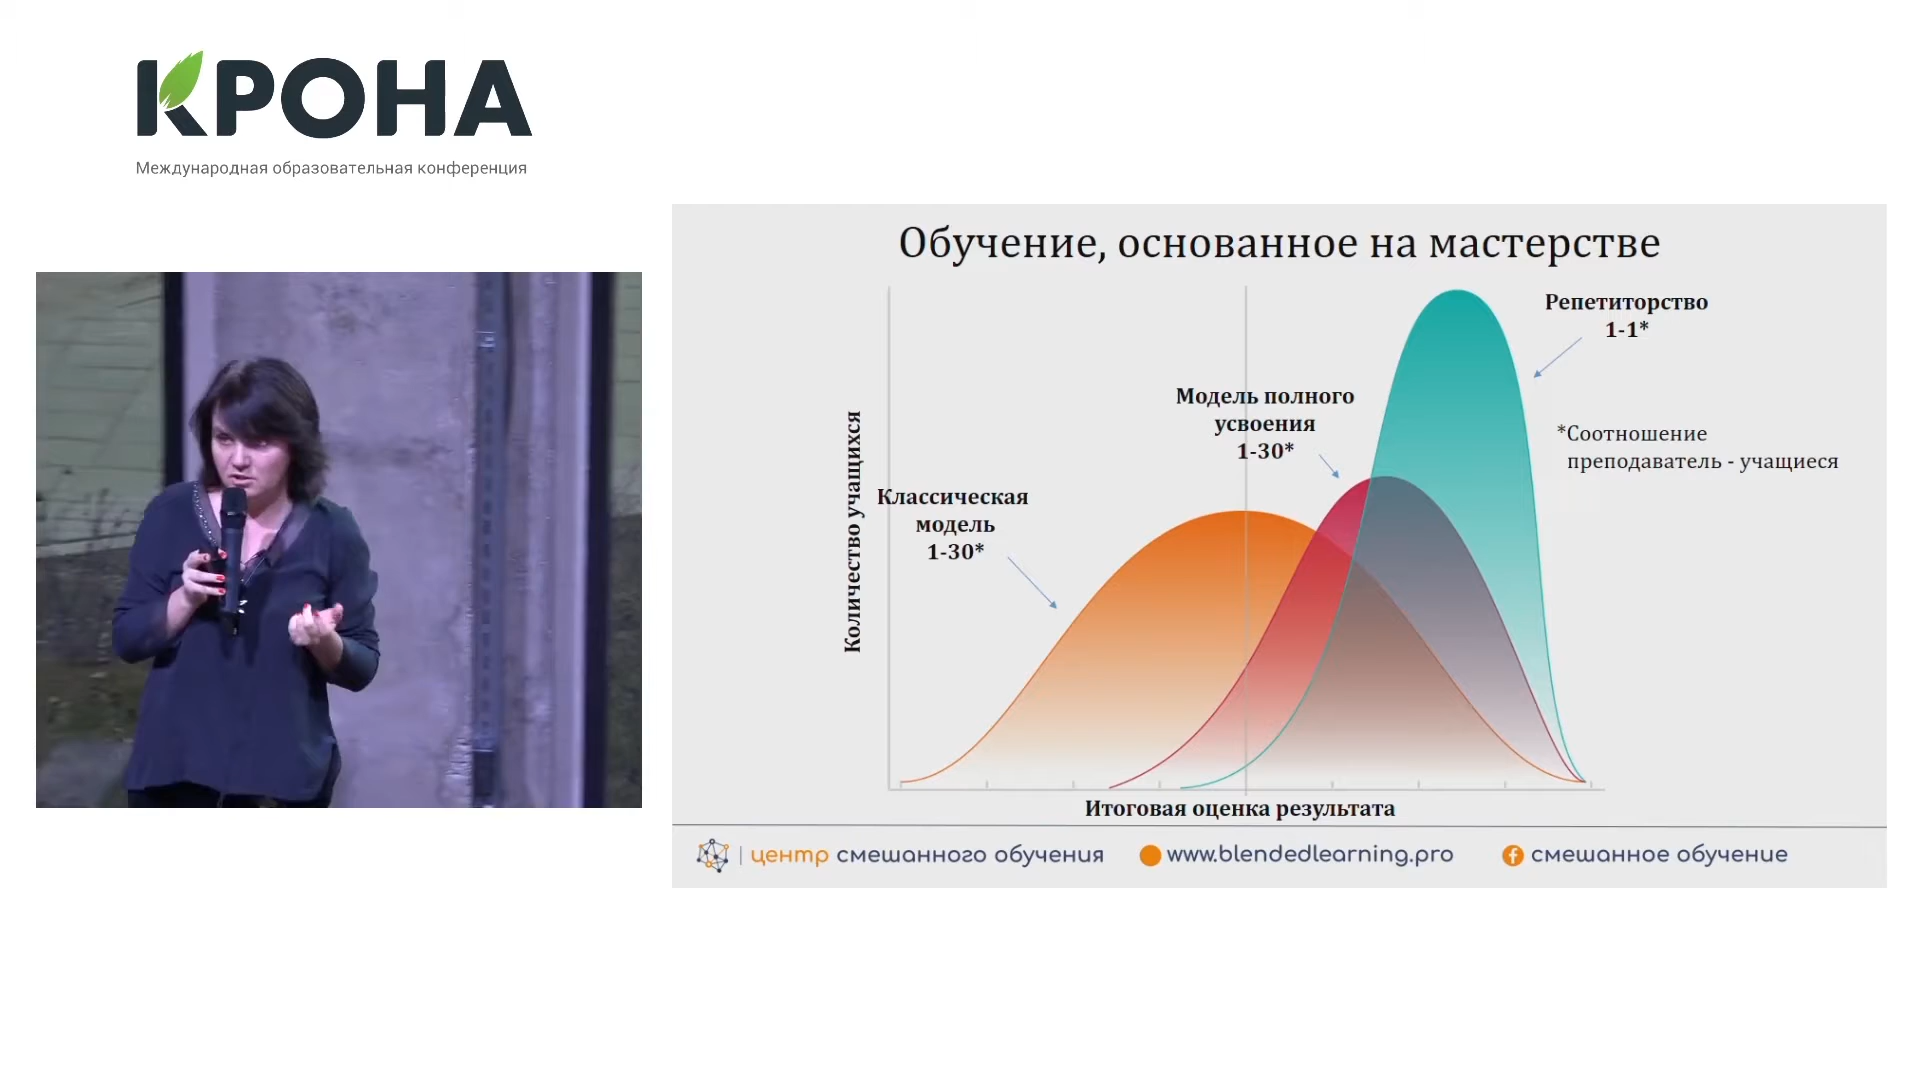 КРОНА
Международная образовательная конференция
Обучение, основанное на мастерстве
Репетиторство
1-1*
Модель полного
усвоения
1-30*
*Соотношение
преподаватель - учащиеся
Классическая
модель
1-30*
Количество учащихся
Итоговая оценка результата
центр смешанного обучения
www.blendedlearning.pro
смешанное обучение